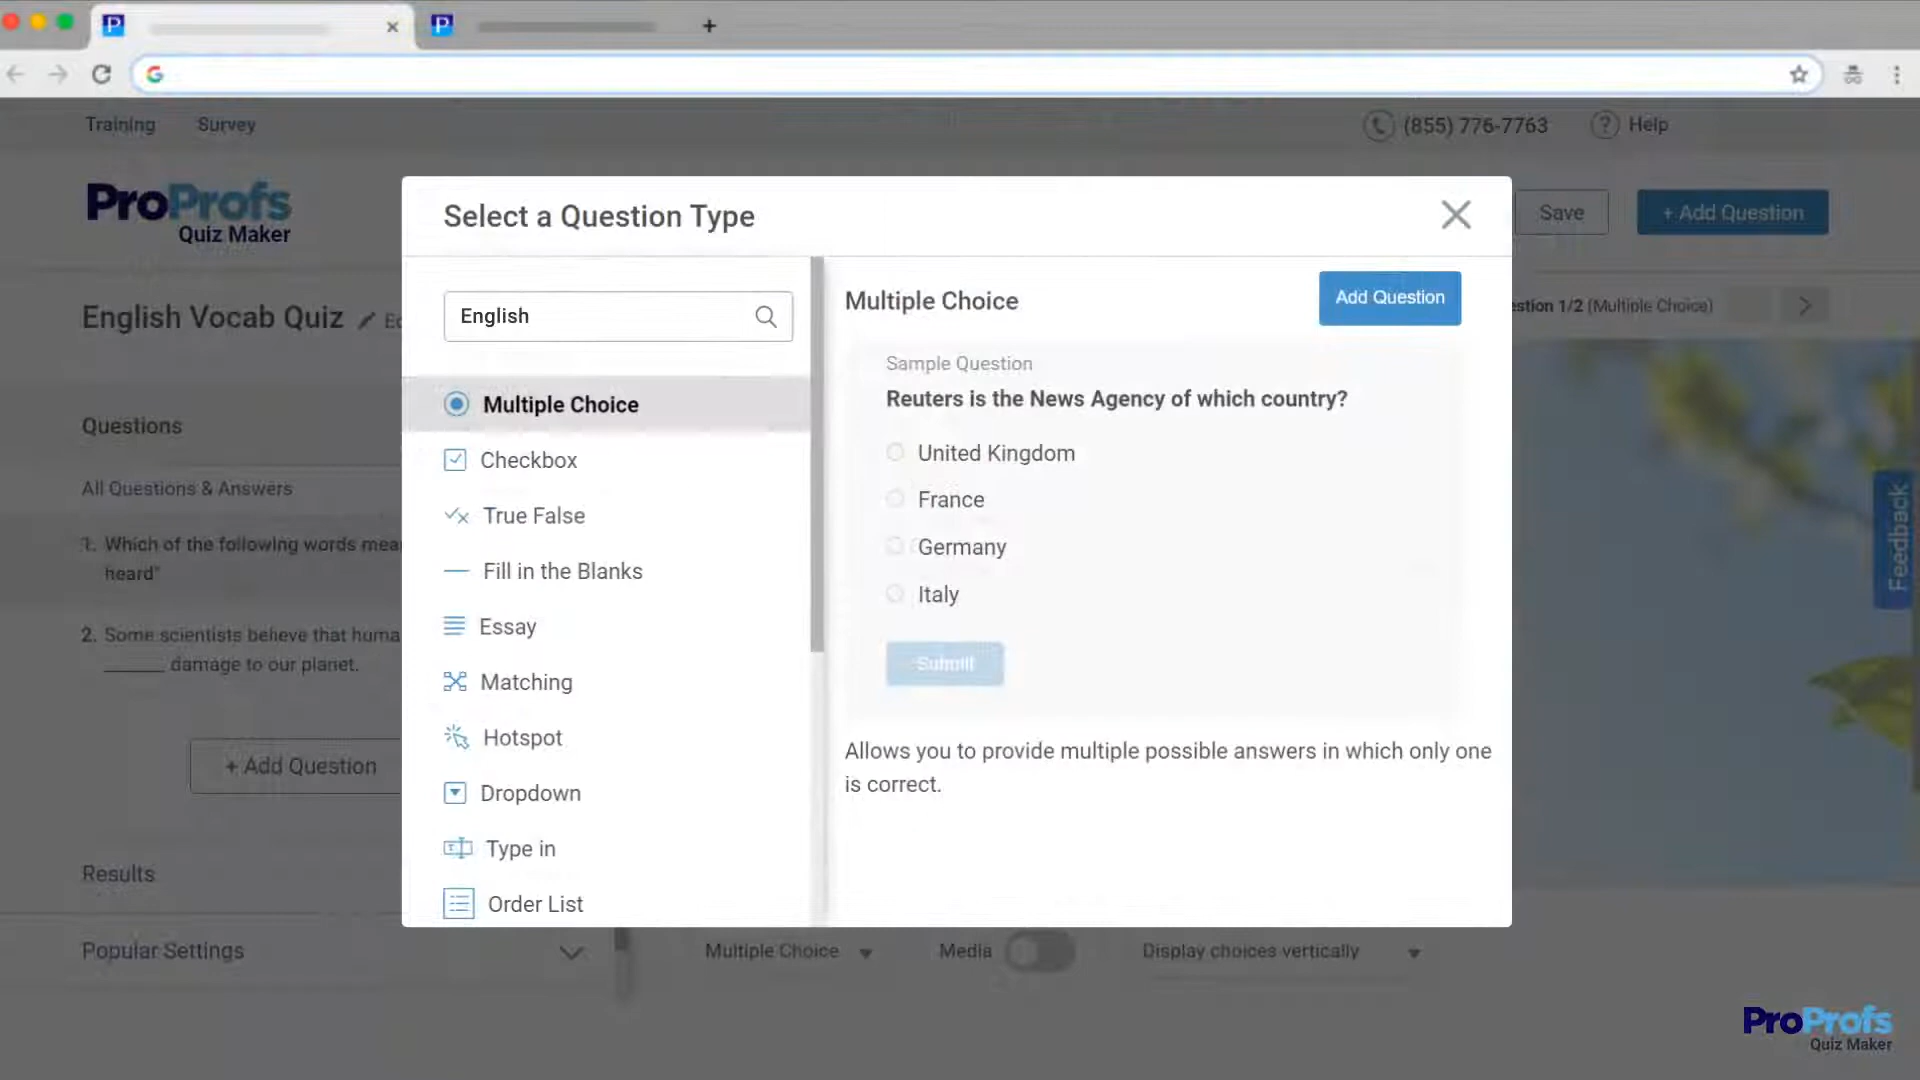 Training Survey (855) 776-7763 Help
ProProfs
Quiz Maker
Save + Add Question
English Vocab Quiz
Question Type
Select a Question Type
English
Multiple Choice
Checkbox
True False
Fill in the Blanks
Essay
Matching
Hotspot
Dropdown
Type in
Order List
Multiple Choice Add Question
Sample Question
Reuters is the News Agency of which country?
United Kingdom
France
Germany
Italy
Submit
Allows you to provide multiple possible answers in which only one
is correct.
1/2 (Multiple Choice)
Questions
All Questions & Answers
1. Which of the following words
heard"
2. Some scientists believe that
______ damage to our planet.
+ Add Question
Results
Popular Settings
Multiple Choice Media Display choices vertically
Feedback
ProProfs
Quiz Maker